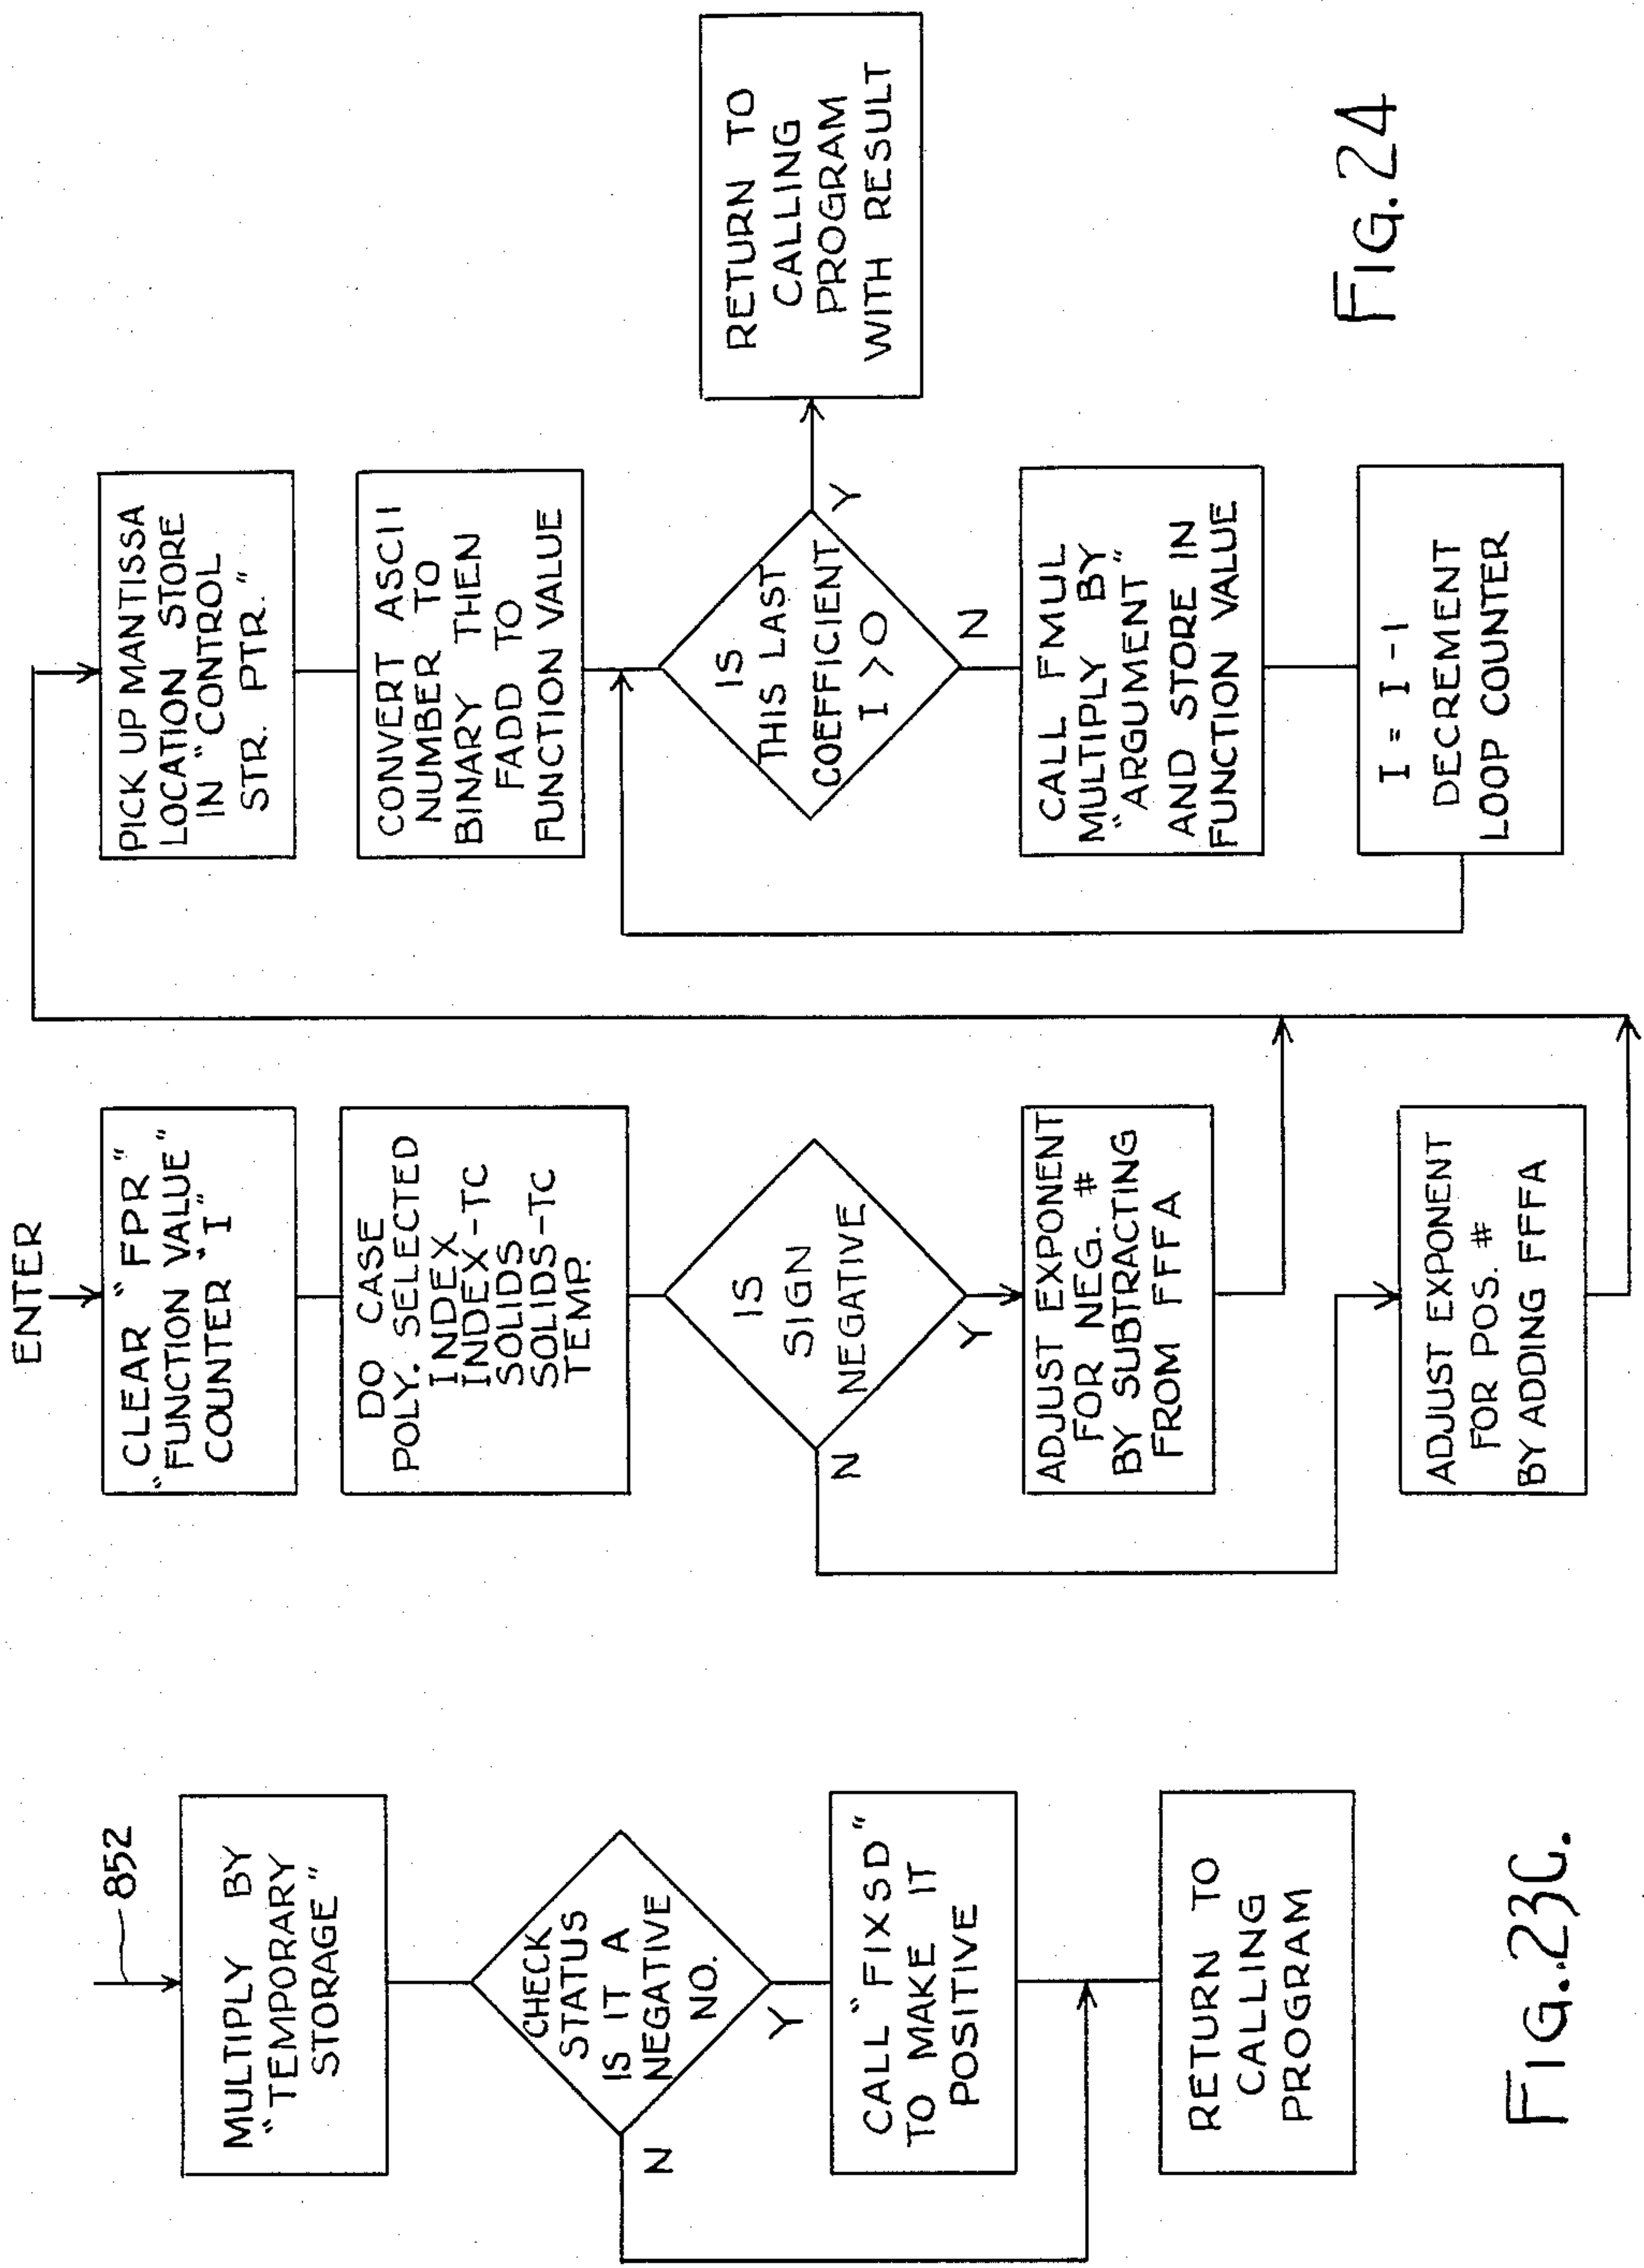 852
MULTIPLY BY
"TEMPORARY
STORAGE"
CHECK
STATUS
IS IT A
NEGATIVE
NO.
Y
N
CALL "FIXSD"
TO MAKE IT
POSITIVE
RETURN TO
CALLING
PROGRAM
FIG.23C.
ENTER
CLEAR "FPR"
"FUNCTION VALUE"
COUNTER "I"
DO CASE
POLY. SELECTED
INDEX
INDEX-TC
SOLIDS
SOLIDS-TC
TEMP.
IS
SIGN
NEGATIVE
Y
N
ADJUST EXPONENT
FOR NEG. #
BY SUBTRACTING
FROM FFFA
ADJUST EXPONENT
FOR POS. #
BY ADDING FFFA
PICK UP MANTISSA
LOCATION STORE
IN "CONTROL
STR. PTR."
CONVERT ASCII
NUMBER TO
BINARY THEN
FADD TO
FUNCTION VALUE
IS
THIS LAST
COEFFICIENT
I > O
Y
N
RETURN TO
CALLING
PROGRAM
WITH RESULT
CALL FMUL
MULTIPLY BY
"ARGUMENT"
AND STORE IN
FUNCTION VALUE
I = I - 1
DECREMENT
LOOP COUNTER
FIG.24